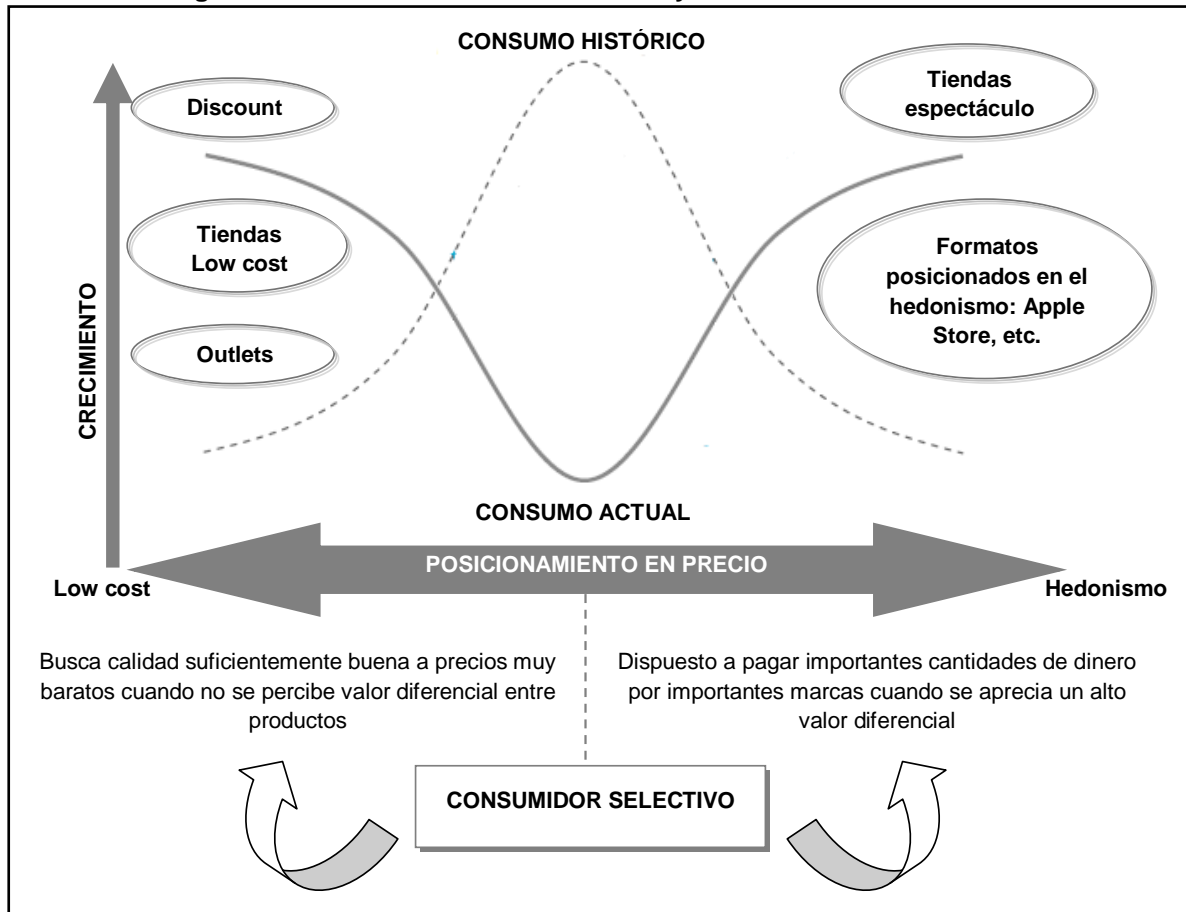 CONSUMO HISTÓRICO
Discount
Tiendas
espectáculo
Tiendas
Low cost
Formatos
posicionados en el
hedonismo: Apple
Store, etc.
Outlets
CRECIMIENTO
CONSUMO ACTUAL
POSICIONAMIENTO EN PRECIO
Low cost
Hedonismo
Busca calidad suficientemente buena a precios muy
baratos cuando no se percibe valor diferencial entre
productos
Dispuesto a pagar importantes cantidades de dinero
por importantes marcas cuando se aprecia un alto
valor diferencial
CONSUMIDOR SELECTIVO